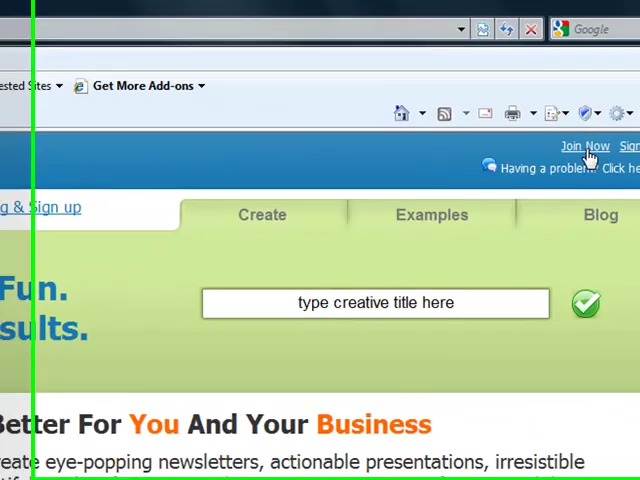 Google
ested Sites Get More Add-ons
Join Now Sign
Having a problem? Click he
g & Sign up
Create Examples Blog
Fun.
type creative title here
sults.
Better For You And Your Business
reate eye-popping newsletters, actionable presentations, irresistible